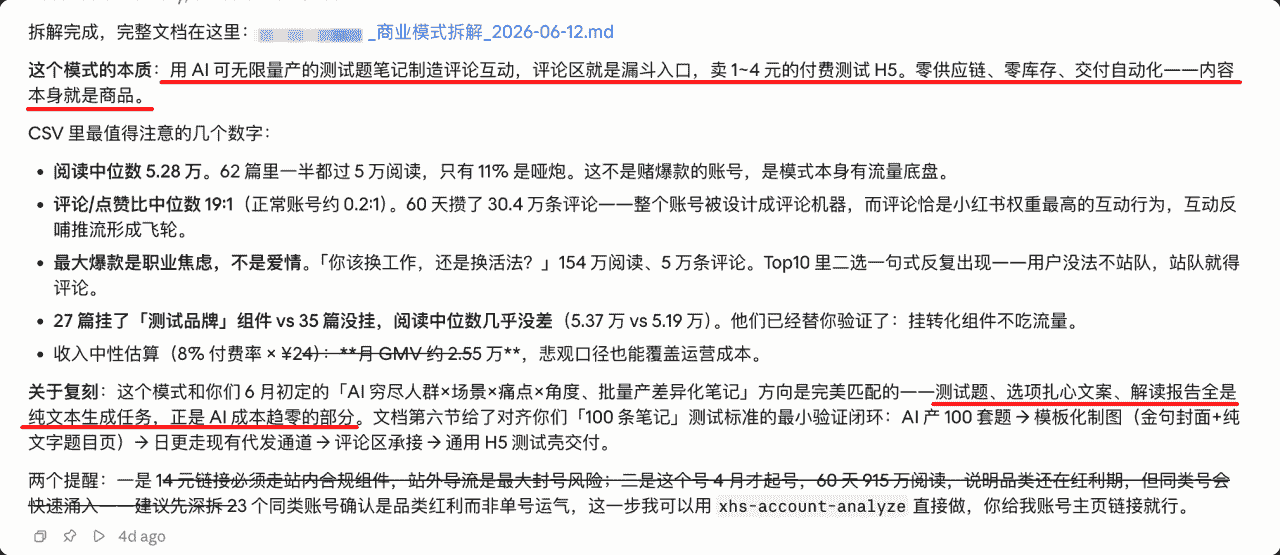 拆解完成，完整文档在这里： _商业模式拆解_2026-06-12.md
这个模式的本质：用 AI 可无限量产的测试题笔记制造评论互动，评论区就是漏斗入口，卖 1~4 元的付费测试 H5。零供应链、零库存、交付自动化——内容
本身就是商品。
CSV 里最值得注意的几个数字：
• 阅读中位数 5.28 万。62 篇里一半都过 5 万阅读，只有 11% 是哑炮。这不是赌爆款的账号，是模式本身有流量底盘。
• 评论/点赞比中位数 19:1（正常账号约 0.2:1）。60 天攒了 30.4 万条评论——整个账号被设计成评论机器，而评论恰是小红书权重最高的互动行为，互动反
哺推流形成飞轮。
• 最大爆款是职业焦虑，不是爱情。「你该换工作，还是换活法？」154 万阅读、5 万条评论。Top10 里二选一句式反复出现——用户没法不站队，站队就得
评论。
• 27 篇挂了「测试品牌」组件 vs 35 篇没挂，阅读中位数几乎没差（5.37 万 vs 5.19 万）。他们已经替你验证了：挂转化组件不吃流量。
• 收入中性估算（8% 付费率 × ¥24）：**月 GMV 约 2.55 万**，悲观口径也能覆盖运营成本。
关于复刻：这个模式和你们 6 月初定的「AI 穷尽人群×场景×痛点×角度、批量产差异化笔记」方向是完美匹配的——测试题、选项扎心文案、解读报告全是
纯文本生成任务，正是 AI 成本趋零的部分。文档第六节给了对齐你们「100 条笔记」测试标准的最小验证闭环：AI 产 100 套题 → 模板化制图（金句封面+纯
文字题目页）→ 日更走现有代发通道 → 评论区承接 → 通用 H5 测试壳交付。
两个提醒：一是 14 元链接必须走站内合规组件，站外导流是最大封号风险；二是这个号 4 月才起号，60 天 915 万阅读，说明品类还在红利期，但同类号会
快速涌入——建议先深拆 23 个同类账号确认是品类红利而非单号运气，这一步我可以用 xhs-account-analyze 直接做，你给我账号主页链接就行。
4d ago